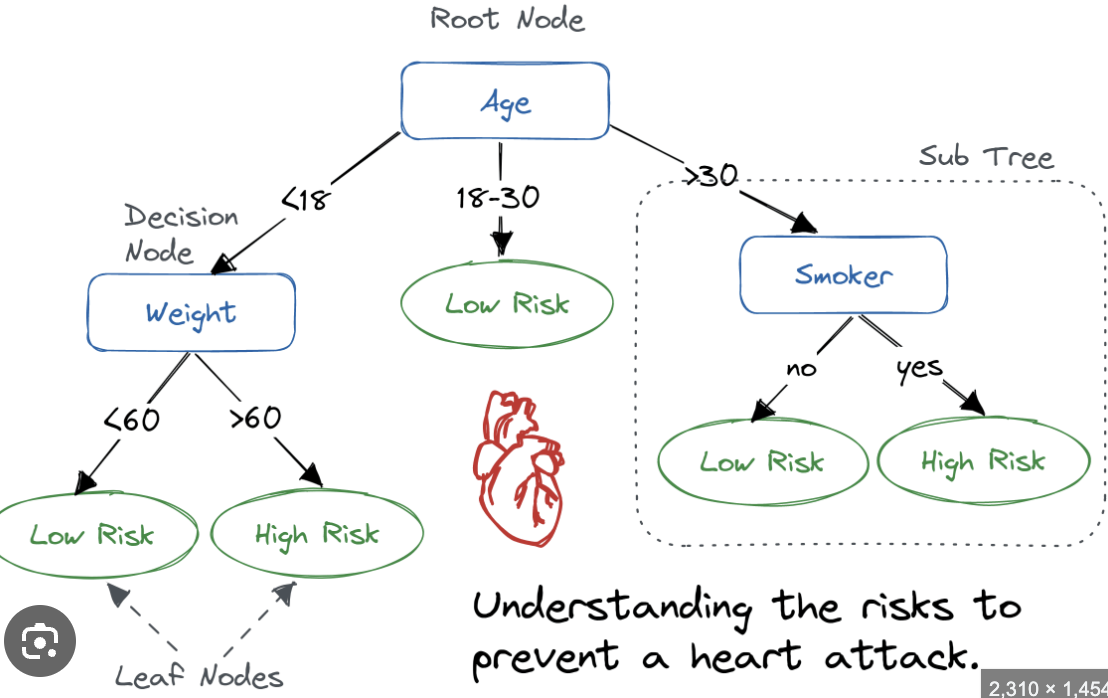 Root Node
Age
Sub Tree
<18
18-30
>30
Decision
Node
Weight
Low Risk
Smoker
<60
>60
no
yes
Low Risk
High Risk
Low Risk
High Risk
Understanding the risks to
prevent a heart attack.
Leaf Nodes
2,310 × 1,454